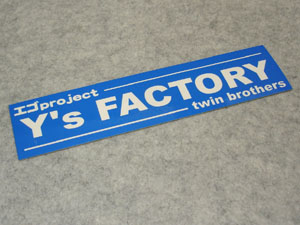 エゴproject
Y's FACTORY
twin brothers